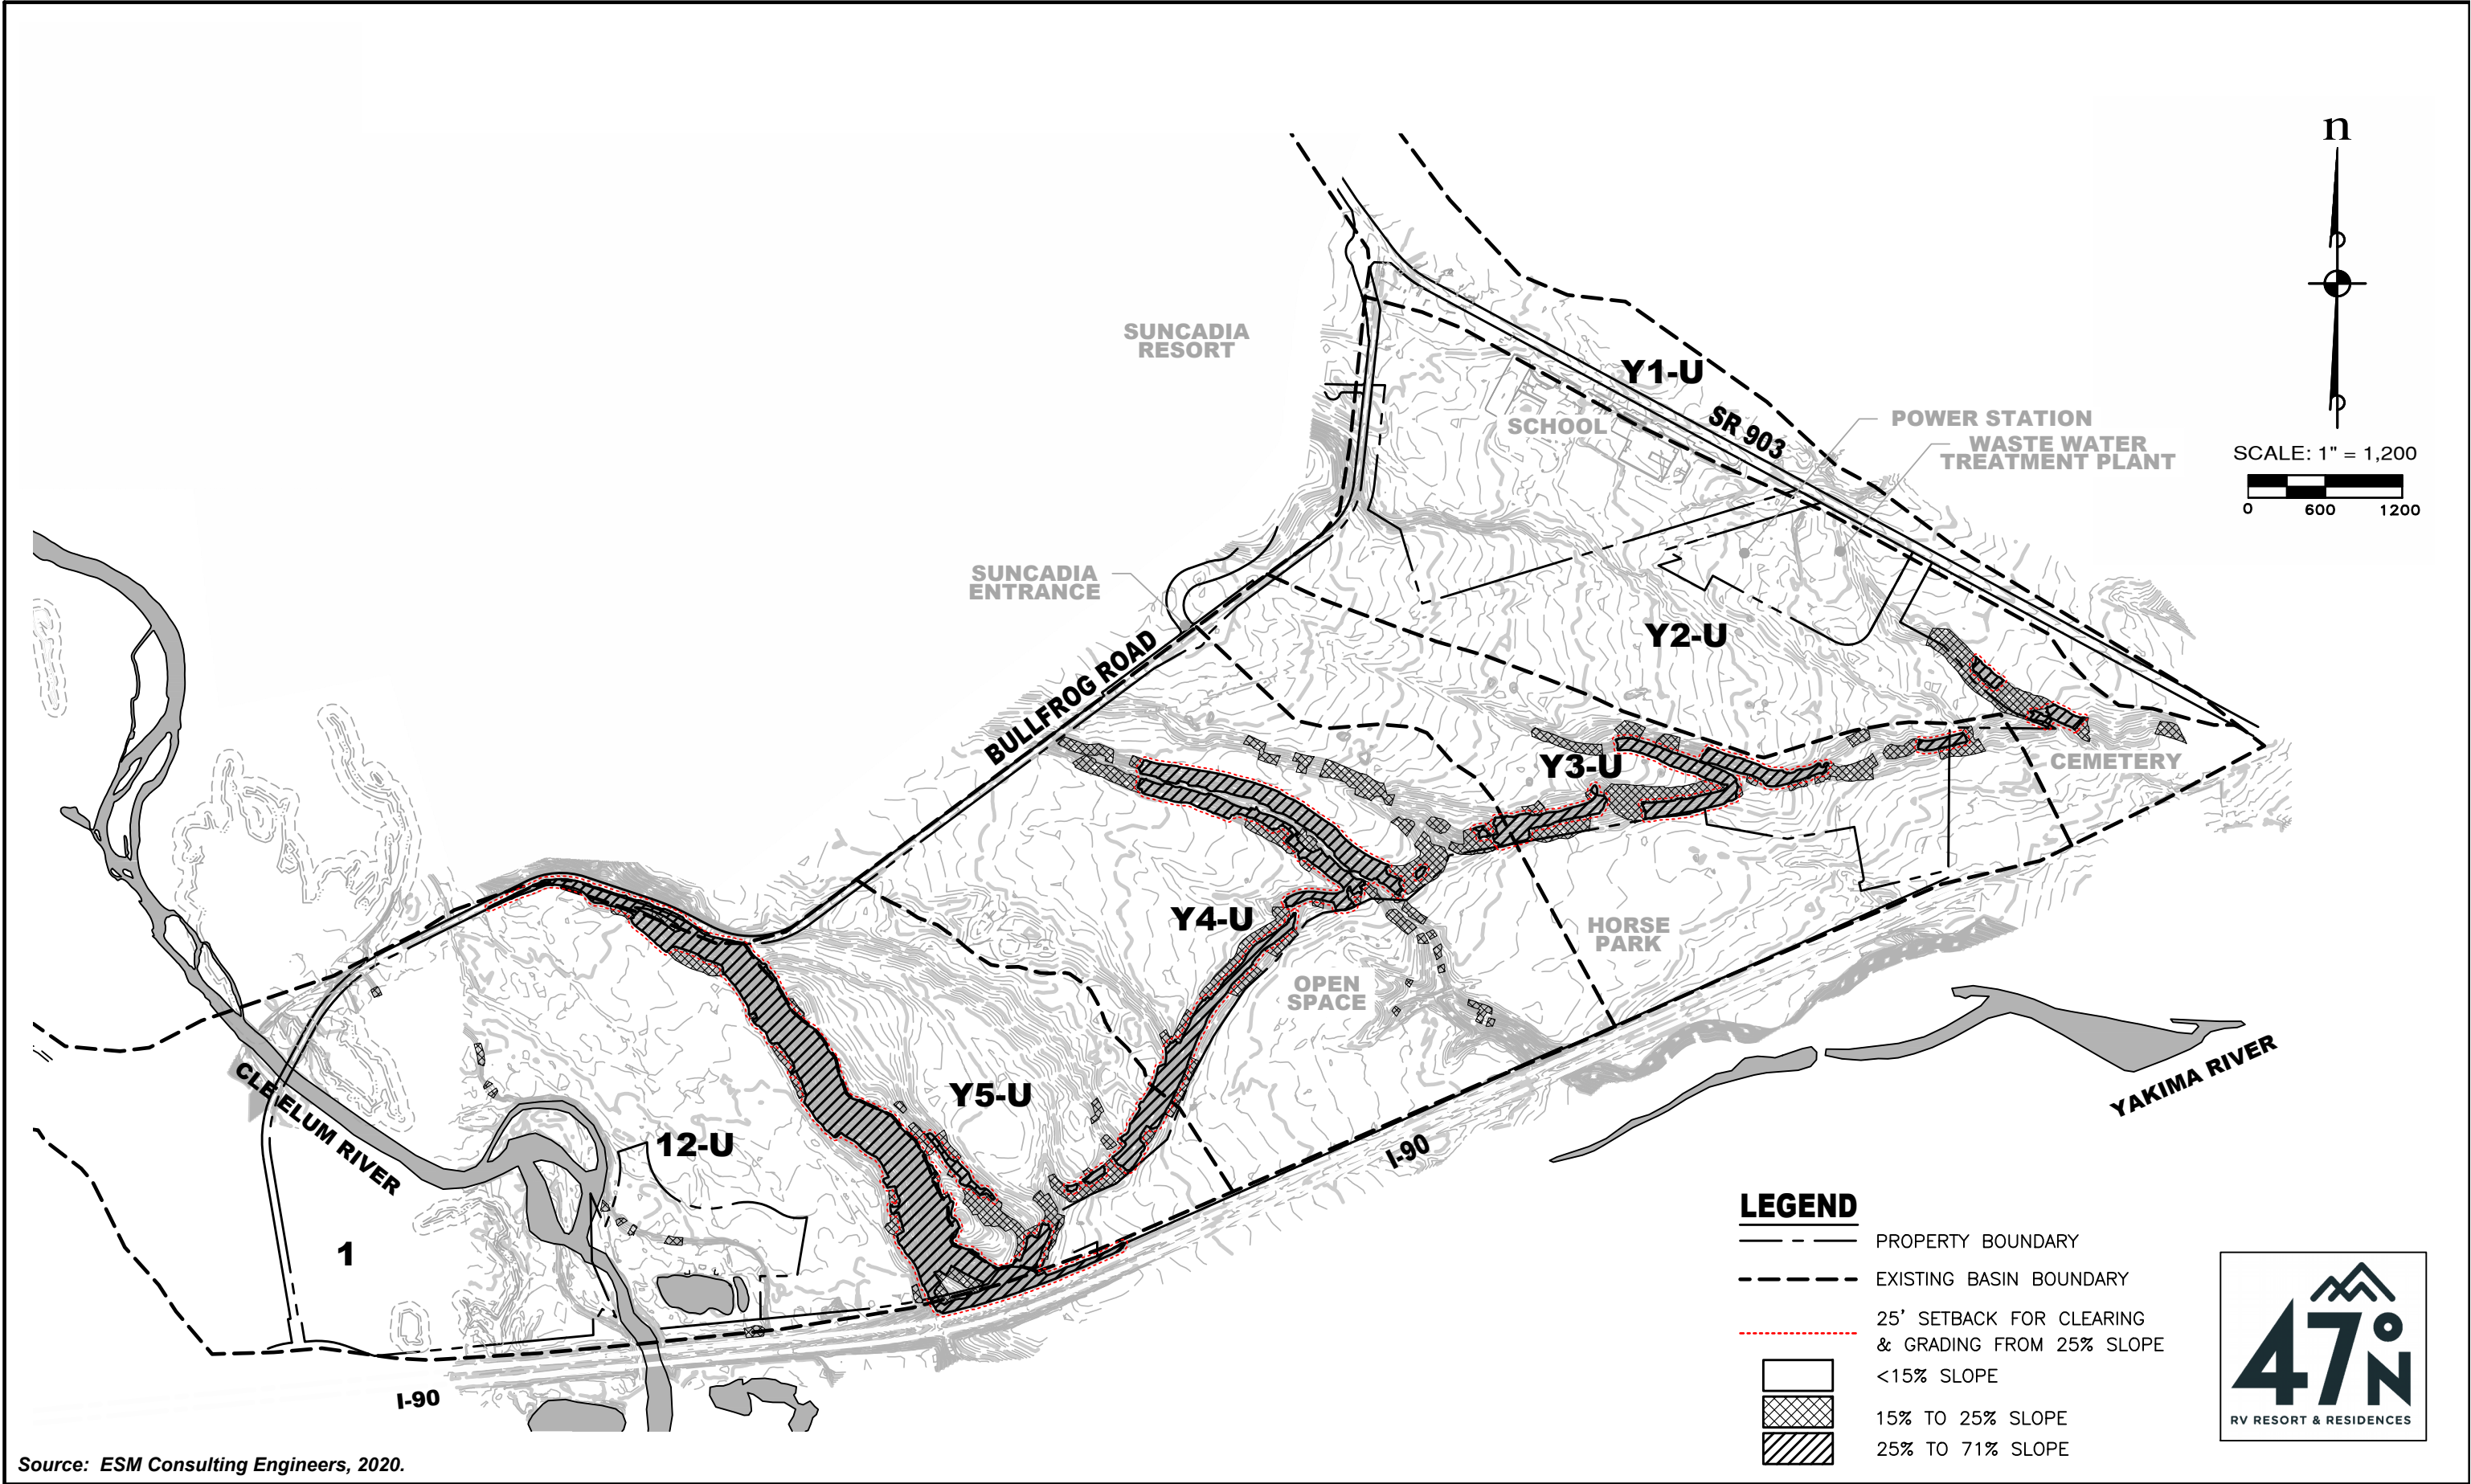 n
SCALE: 1" = 1,200
0 600 1200
SUNCADIA
RESORT
Y1-U
SR 903
SCHOOL
POWER STATION
WASTE WATER
TREATMENT PLANT
SUNCADIA
ENTRANCE
BULLFROG ROAD
Y2-U
Y3-U
CEMETERY
Y4-U
HORSE
PARK
OPEN
SPACE
Y5-U
CLE ELUM RIVER
12-U
YAKIMA RIVER
I-90
1
I-90
LEGEND
PROPERTY BOUNDARY
EXISTING BASIN BOUNDARY
25' SETBACK FOR CLEARING
& GRADING FROM 25% SLOPE
<15% SLOPE
15% TO 25% SLOPE
25% TO 71% SLOPE
47°N
RV RESORT & RESIDENCES
Source: ESM Consulting Engineers, 2020.